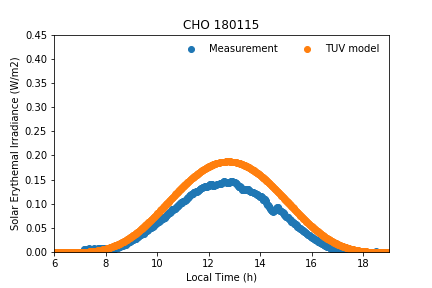 CHO 180115
Solar Erythemal Irradiance (W/m2)
0.45
0.40
0.35
0.30
0.25
0.20
0.15
0.10
0.05
0.00
Measurement
TUV model
6 8 10 12 14 16 18
Local Time (h)